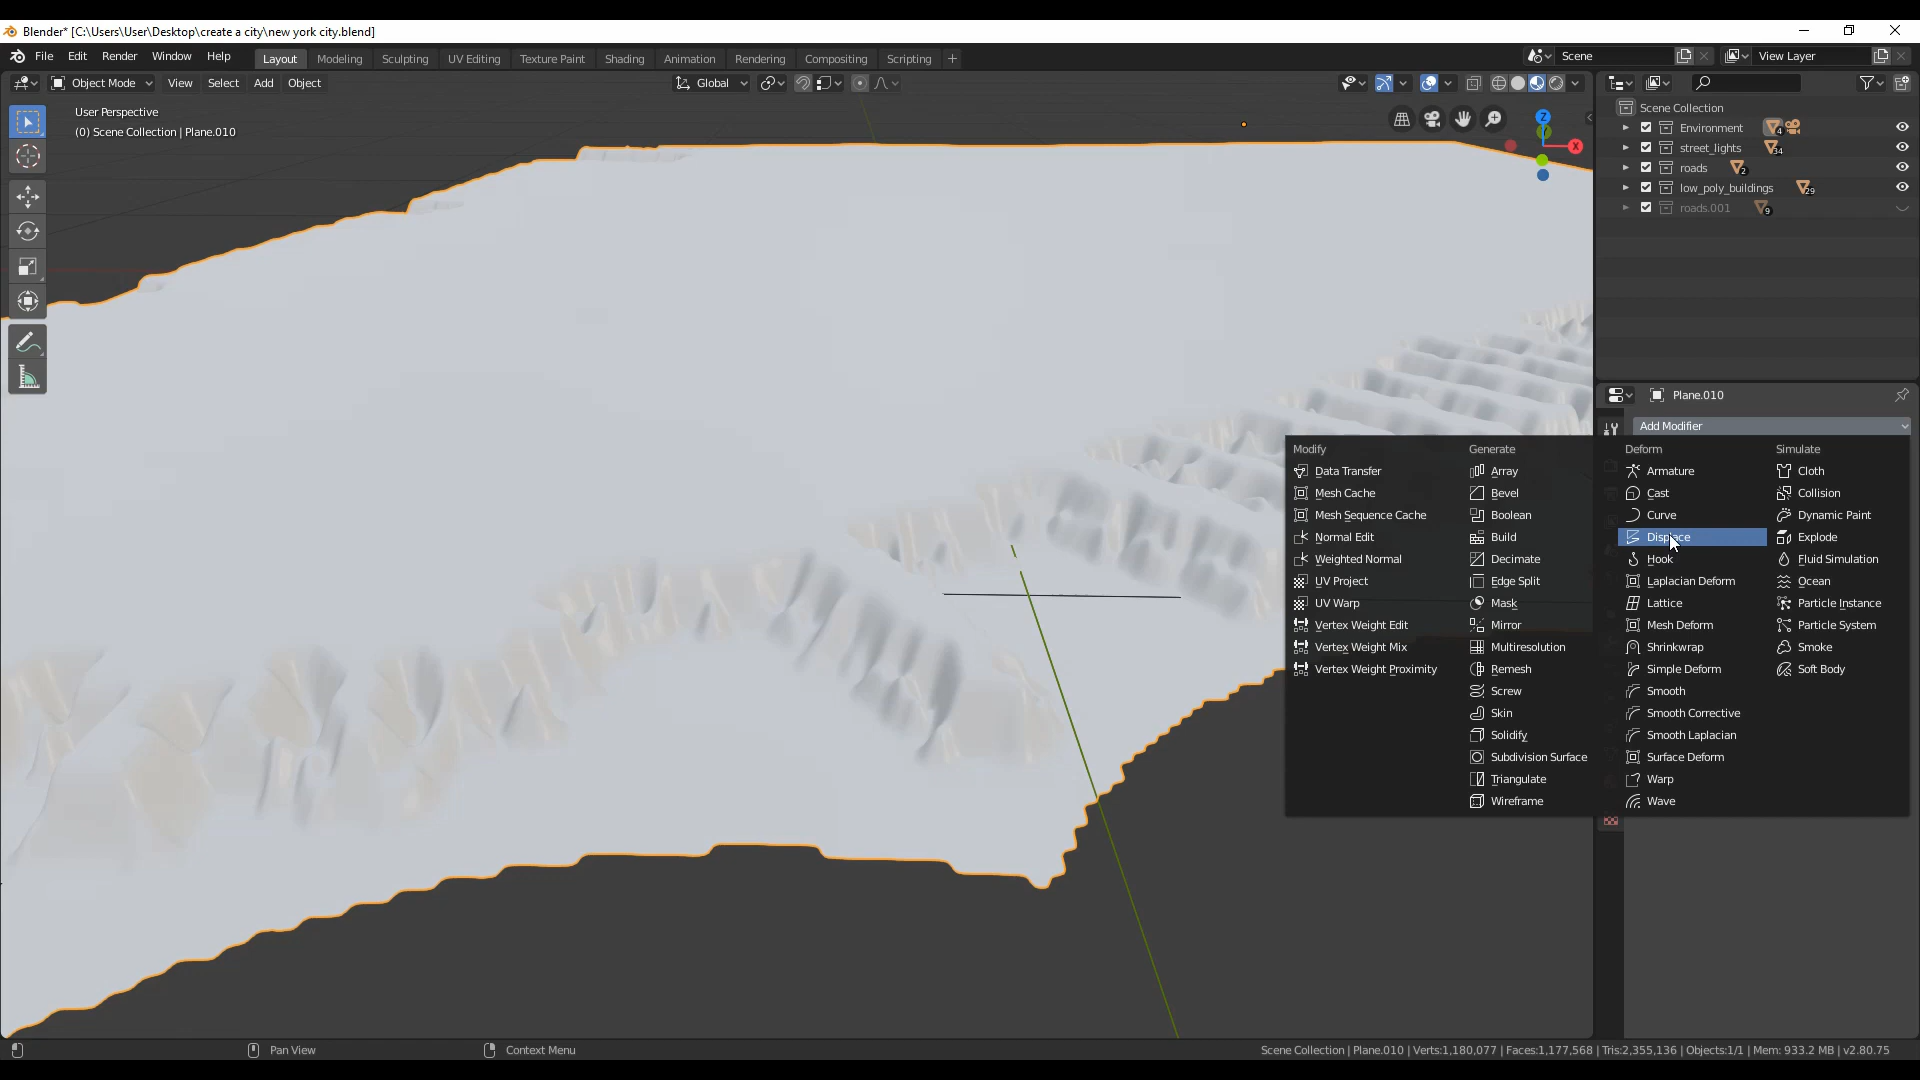 Blender* [C:\Users\User\Desktop\create a city\new york city.blend]
File Edit Render Window Help Layout Modeling Sculpting UV Editing Texture Paint Shading Animation Rendering Compositing Scripting + Scene View Layer
Object Mode View Select Add Object Global
User Perspective
(0) Scene Collection | Plane.010
Z
Y
X
Scene Collection
Environment 4
street_lights 34
roads 2
low_poly_buildings 29
roads.001 9
Plane.010
Add Modifier
Modify Generate Deform Simulate
Data Transfer Array Armature Cloth
Mesh Cache Bevel Cast Collision
Mesh Sequence Cache Boolean Curve Dynamic Paint
Normal Edit Build Displace Explode
Weighted Normal Decimate Hook Fluid Simulation
UV Project Edge Split Laplacian Deform Ocean
UV Warp Mask Lattice Particle Instance
Vertex Weight Edit Mirror Mesh Deform Particle System
Vertex Weight Mix Multiresolution Shrinkwrap Smoke
Vertex Weight Proximity Remesh Simple Deform Soft Body
Screw Smooth
Skin Smooth Corrective
Solidify Smooth Laplacian
Subdivision Surface Surface Deform
Triangulate Warp
Wireframe Wave
Pan View Context Menu Scene Collection | Plane.010 | Verts:1,180,077 | Faces:1,177,568 | Tris:2,355,136 | Objects:1/1 | Mem: 933.2 MB | v2.80.75